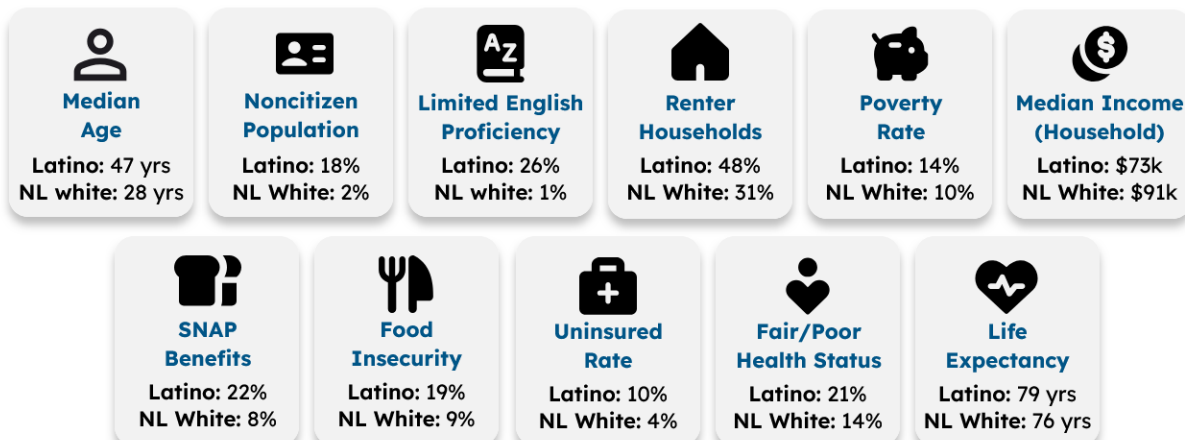 AZ
Median
Age
Latino: 47 yrs
NL white: 28 yrs
Noncitizen
Population
Latino: 18%
NL White: 2%
Limited English
Proficiency
Latino: 26%
NL white: 1%
Renter
Households
Latino: 48%
NL White: 31%
Poverty
Rate
Latino: 14%
NL White: 10%
$
Median Income
(Household)
Latino: $73k
NL White: $91k
SNAP
Benefits
Latino: 22%
NL White: 8%
Food
Insecurity
Latino: 19%
NL White: 9%
Uninsured
Rate
Latino: 10%
NL White: 4%
Fair/Poor
Health Status
Latino: 21%
NL White: 14%
Life
Expectancy
Latino: 79 yrs
NL White: 76 yrs